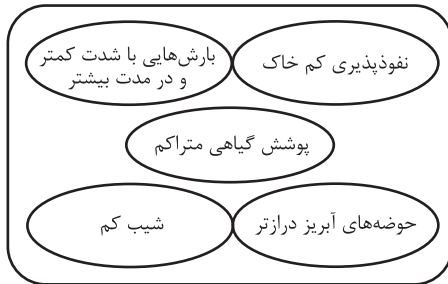 نفوذپذیری کم خاک
بارش‌هایی با شدت کمتر
و در مدت بیشتر
پوشش گیاهی متراکم
حوضه‌های آبریز درازتر
شیب کم